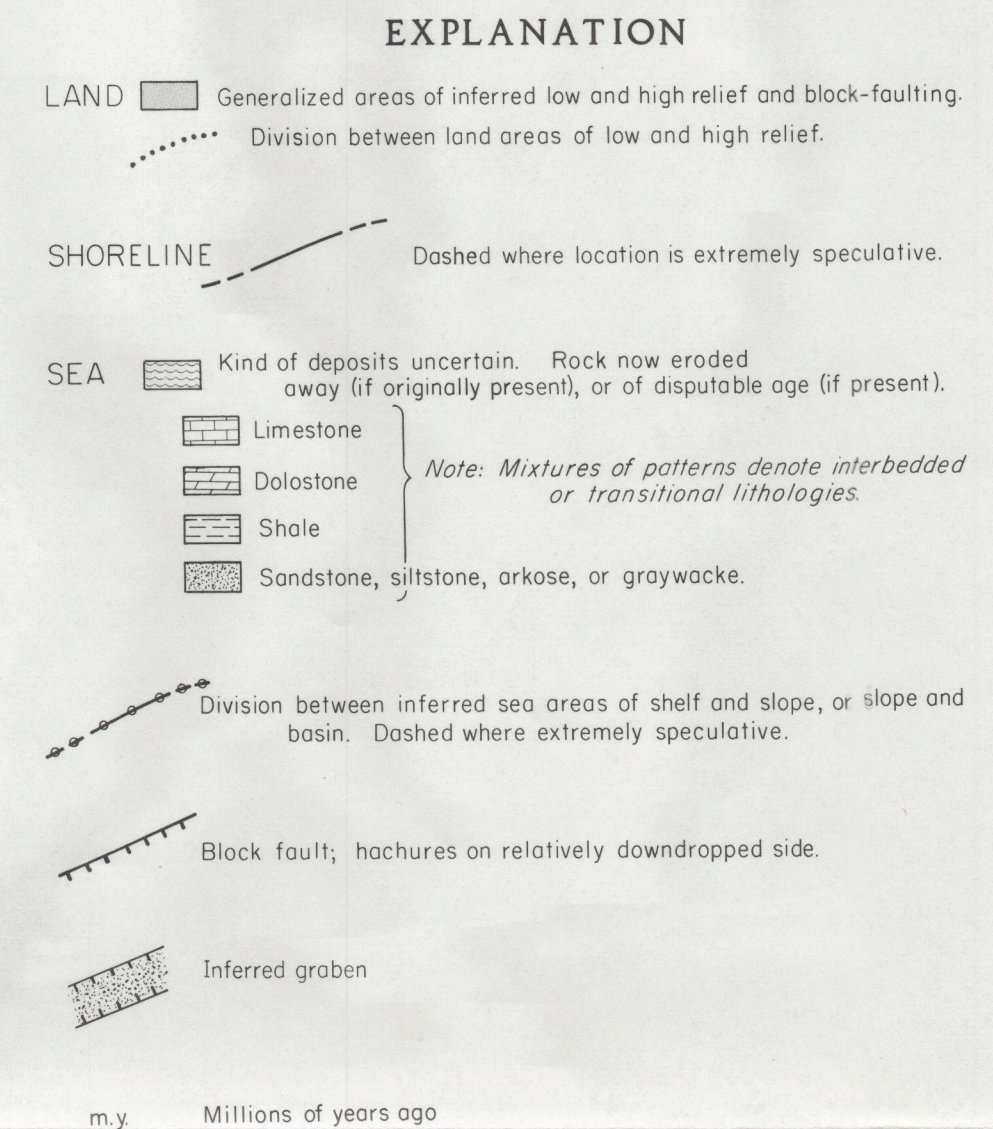 EXPLANATION
LAND Generalized areas of inferred low and high relief and block-faulting.
Division between land areas of low and high relief.
SHORELINE Dashed where location is extremely speculative.
SEA Kind of deposits uncertain. Rock now eroded
away (if originally present), or of disputable age (if present).
Limestone
Dolostone
Shale
Sandstone, siltstone, arkose, or graywacke.
Note: Mixtures of patterns denote interbedded
or transitional lithologies.
Division between inferred sea areas of shelf and slope, or slope and
basin. Dashed where extremely speculative.
Block fault; hachures on relatively downdropped side.
Inferred graben
m.y. Millions of years ago